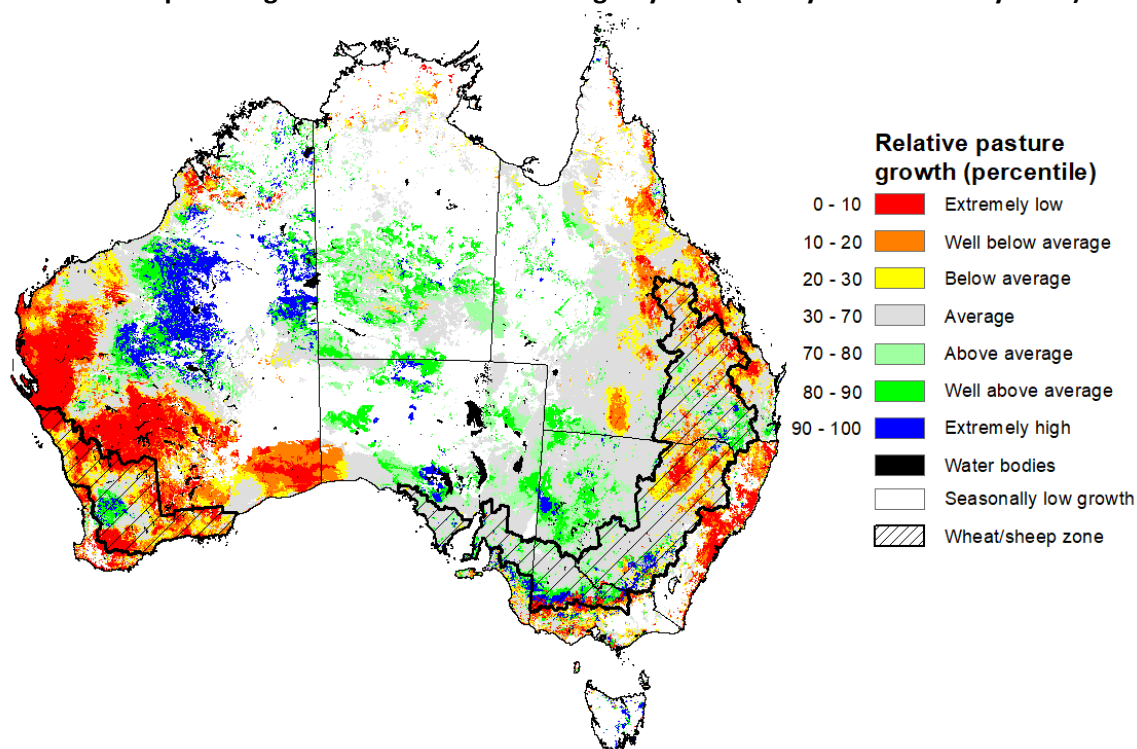 Relative pasture
growth (percentile)
0 - 10 Extremely low
10 - 20 Well below average
20 - 30 Below average
30 - 70 Average
70 - 80 Above average
80 - 90 Well above average
90 - 100 Extremely high
Water bodies
Seasonally low growth
Wheat/sheep zone